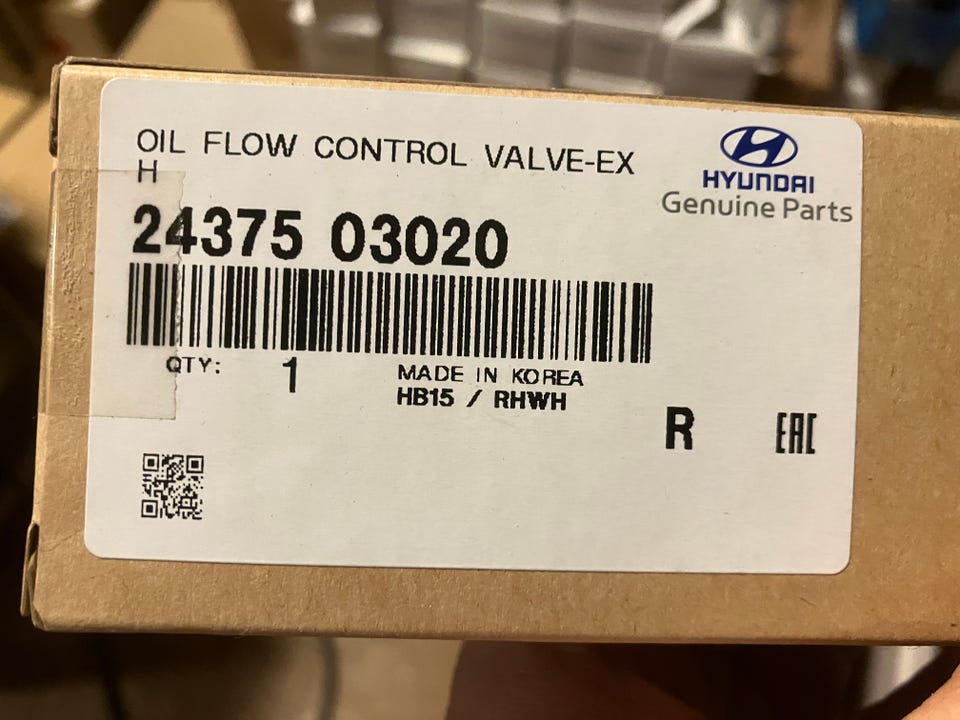 OIL FLOW CONTROL VALVE-EX
H
HYUNDAI
Genuine Parts
24375 03020
QTY: 1
MADE IN KOREA
HB15 / RHWH
R
EAC